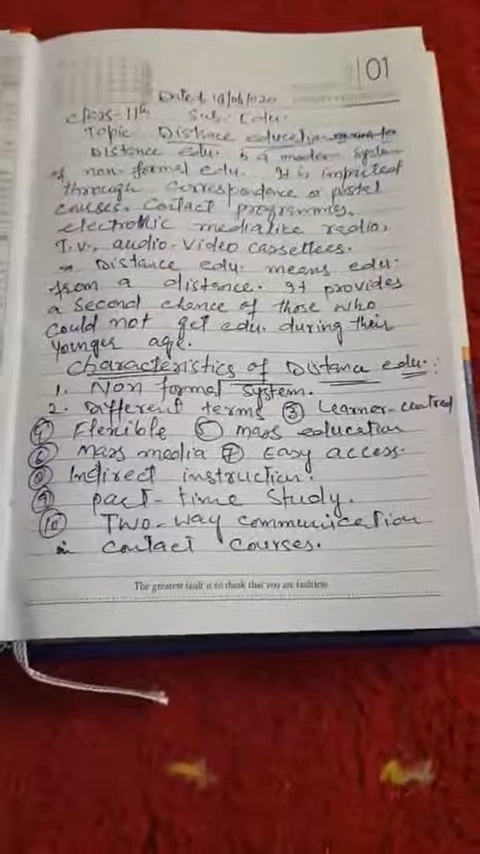 01
Dated 18/06/2020
Class-11th Sub: Edu.
Topic Distance education
Distance edu. is a modern system
of non-formal edu. It is imparted
through correspondence or postal
courses, contact programmes,
electronic media like radio,
T.V. audio-video cassettees.
→ Distance edu. means edu.
from a distance. It provides
a second chance of those who
could not get edu. during their
younger age.
Characteristics of Distance edu.:
1. Non formal system.
2. Different terms ③ Learner-centred
④ Flexible ⑤ mass education
⑥ Mass media ⑦ Easy access.
⑧ Indirect instruction.
⑨ part-time study.
⑩ Two-way communication
in contact courses.
The greatest fault is to think that you are faultless.